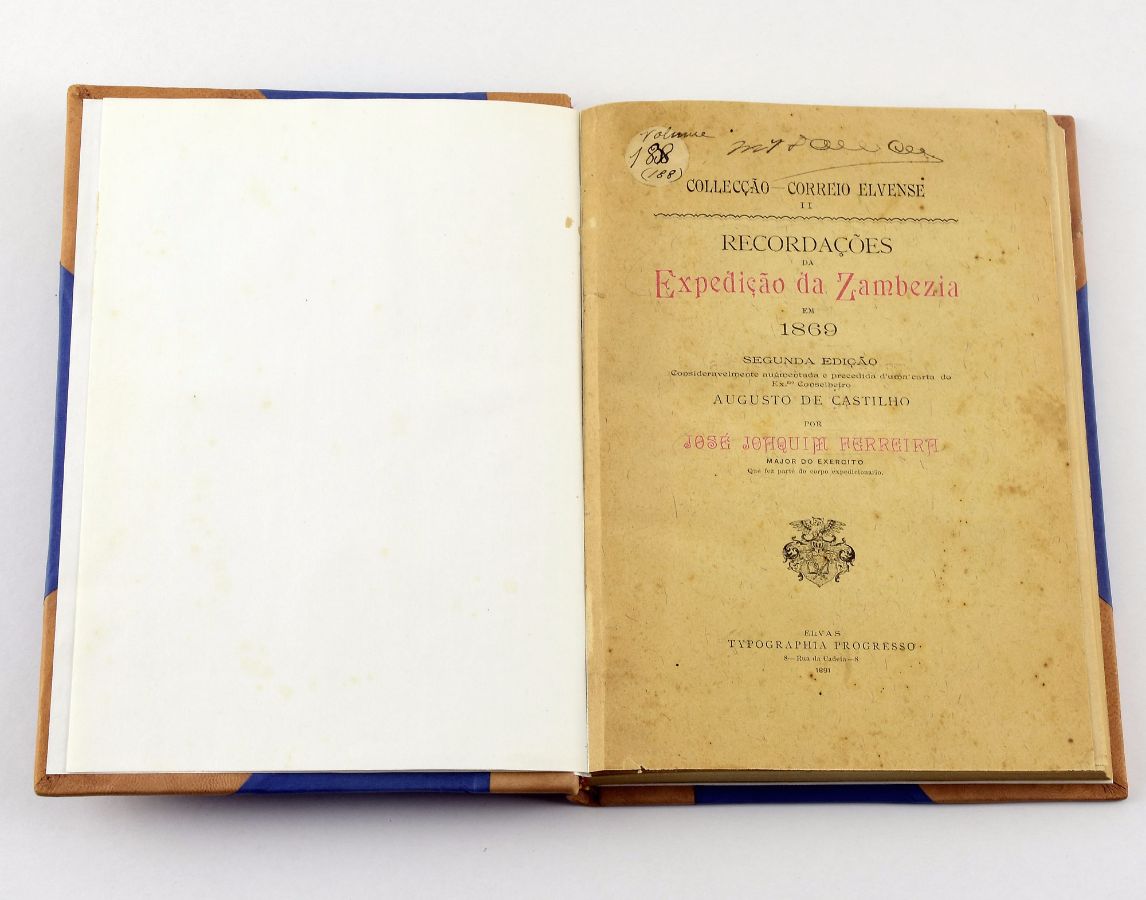 Volume
188
(188)
COLLECÇÃO—CORREIO ELVENSE
II
RECORDAÇÕES
DA
Expedição da Zambezia
EM
1869
SEGUNDA EDIÇÃO
Consideravelmente augmentada e precedida d'uma carta do
Ex.mo Conselheiro
AUGUSTO DE CASTILHO
POR
JOSÉ JOAQUIM FERREIRA
MAJOR DO EXERCITO
Que fez parte do corpo expedicionario.
ELVAS
TYPOGRAPHIA PROGRESSO
8—Rua da Cadeia—8
1891